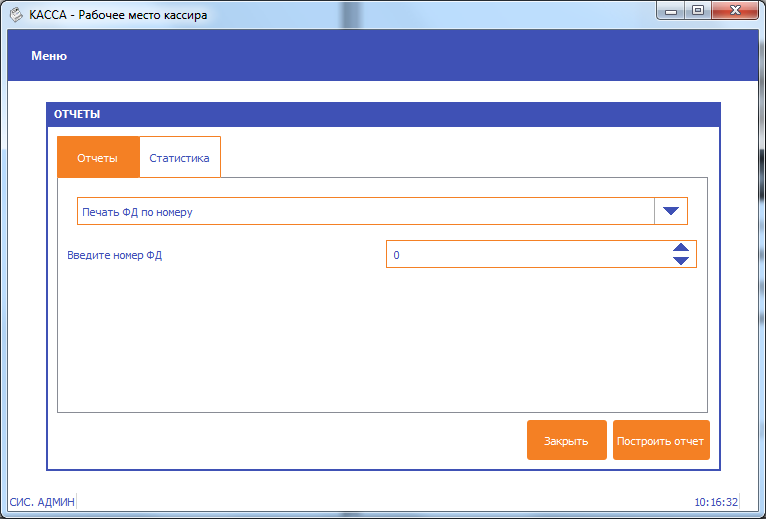 КАССА - Рабочее место кассира
Меню
ОТЧЕТЫ
Отчеты
Статистика
Печать ФД по номеру
Введите номер ФД
0
Закрыть
Построить отчет
СИС. АДМИН
10:16:32